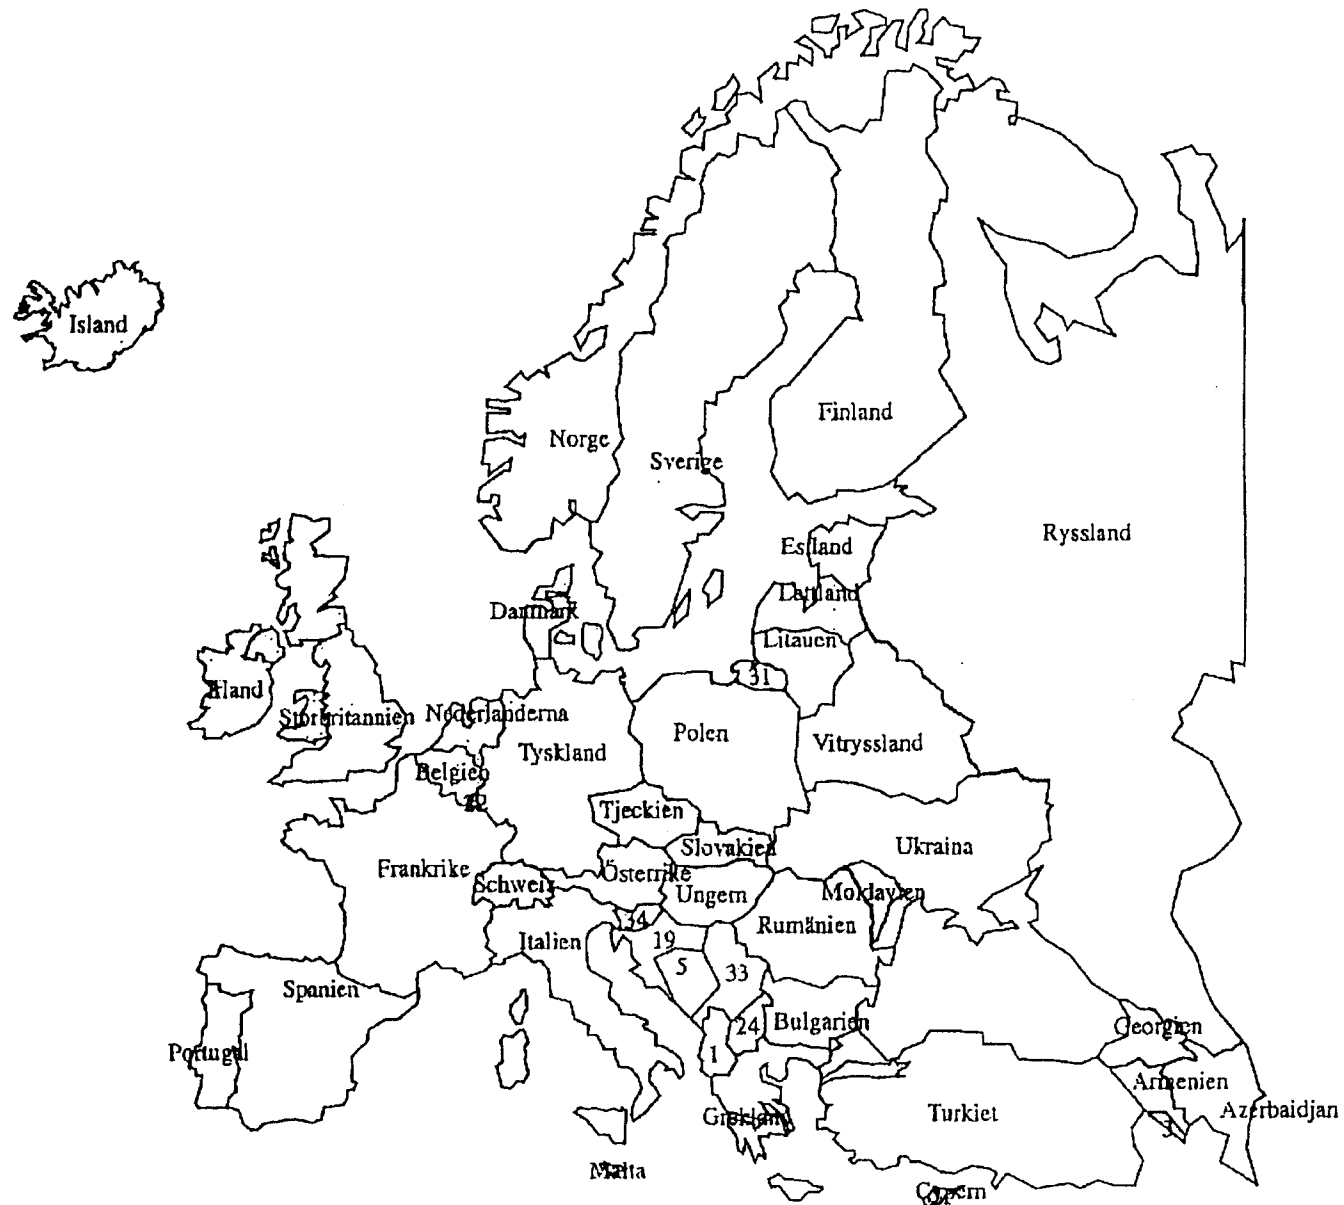 Island
Finland
Norge
Sverige
Ryssland
Estland
Lettland
Danmark
Litauen
31
Irland
Storbritannien
Nederländerna
Polen
Vitryssland
Tyskland
Belgien
22
Tjeckien
Slovakien
Ukraina
Frankrike
Schweiz
Österrike
Ungern
Moldavien
34
19
Rumänien
Italien
5
33
Spanien
24
Bulgarien
Georgien
Portugal
1
Armenien
Azerbaidjan
Grekland
Turkiet
3
Malta
Cypern